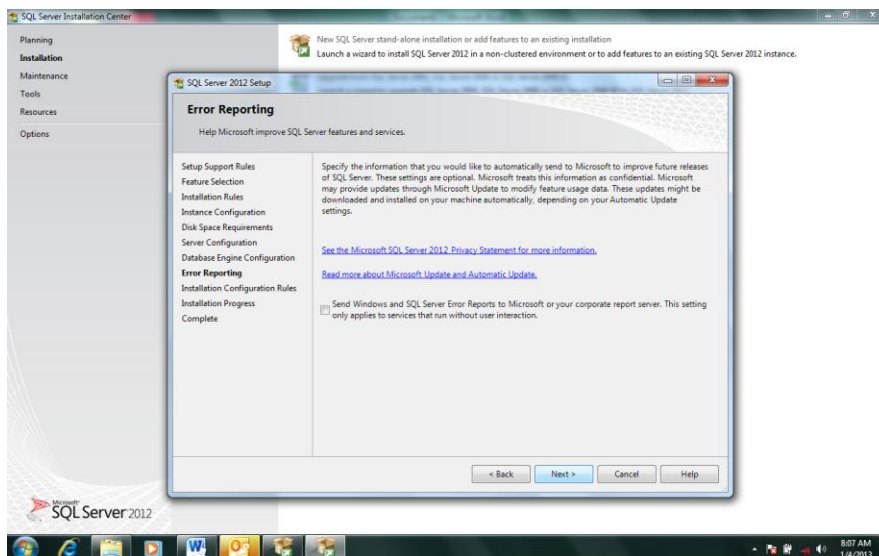 SQL Server Installation Center
Planning
Installation
Maintenance
Tools
Resources
Options
New SQL Server stand-alone installation or add features to an existing installation
Launch a wizard to install SQL Server 2012 in a non-clustered environment or to add features to an existing SQL Server 2012 instance.
SQL Server 2012 Setup
Error Reporting
Help Microsoft improve SQL Server features and services.
Setup Support Rules
Feature Selection
Installation Rules
Instance Configuration
Disk Space Requirements
Server Configuration
Database Engine Configuration
Error Reporting
Installation Configuration Rules
Installation Progress
Complete
Specify the information that you would like to automatically send to Microsoft to improve future releases
of SQL Server. These settings are optional. Microsoft treats this information as confidential. Microsoft
may provide updates through Microsoft Update to modify feature usage data. These updates might be
downloaded and installed on your machine automatically, depending on your Automatic Update
settings.
See the Microsoft SQL Server 2012 Privacy Statement for more information.
Read more about Microsoft Update and Automatic Update.
Send Windows and SQL Server Error Reports to Microsoft or your corporate report server. This setting
only applies to services that run without user interaction.
< Back
Next >
Cancel
Help
Microsoft
SQL Server 2012
8:07 AM
1/4/2013